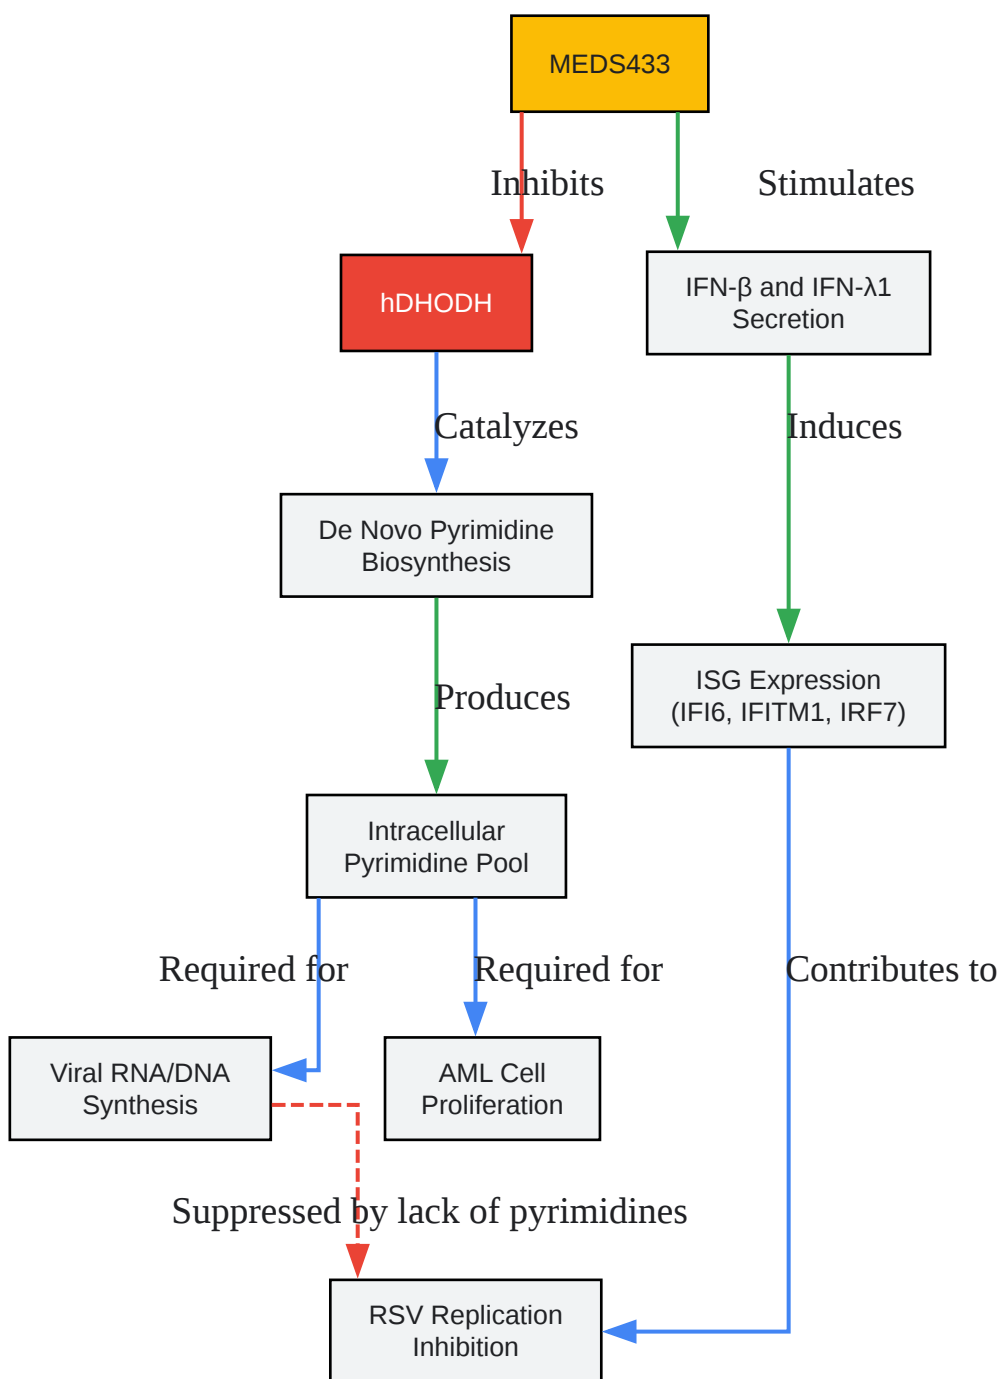 MEDS433
Inhibits
Stimulates
hDHODH
IFN-β and IFN-λ1
Secretion
Catalyzes
Induces
De Novo Pyrimidine
Biosynthesis
ISG Expression
(IFI6, IFITM1, IRF7)
Produces
Intracellular
Pyrimidine Pool
Required for
Required for
Contributes to
Viral RNA/DNA
Synthesis
AML Cell
Proliferation
Suppressed by lack of pyrimidines
RSV Replication
Inhibition